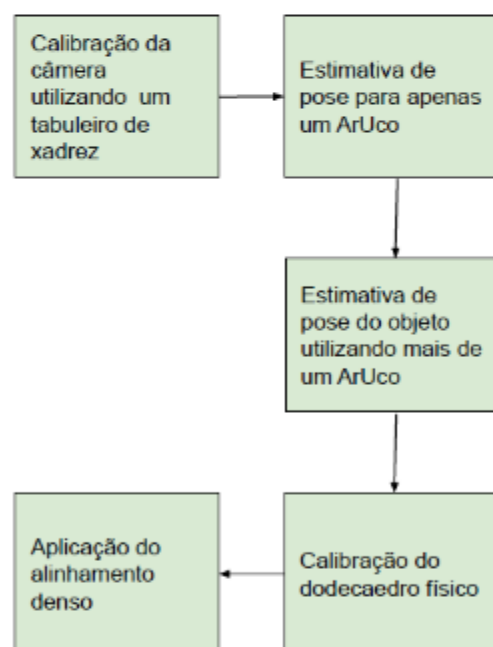 Calibração da
câmera
utilizando um
tabuleiro de
xadrez
Estimativa de
pose para apenas
um ArUco
Estimativa de
pose do objeto
utilizando mais de
um ArUco
Aplicação do
alinhamento
denso
Calibração do
dodecaedro físico